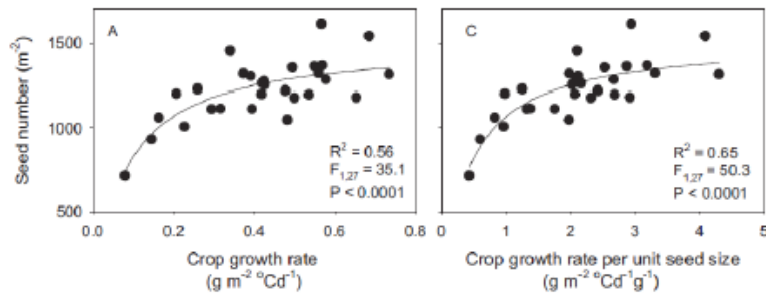 A
C
Seed number (m⁻²)
1500
1000
500
R² = 0.56
F₁,₂₇ = 35.1
P < 0.0001
R² = 0.65
F₁,₂₇ = 50.3
P < 0.0001
0.0 0.2 0.4 0.6 0.8
0 1 2 3 4 5
Crop growth rate
(g m⁻² ºCd⁻¹)
Crop growth rate per unit seed size
(g m⁻² ºCd⁻¹g⁻¹)